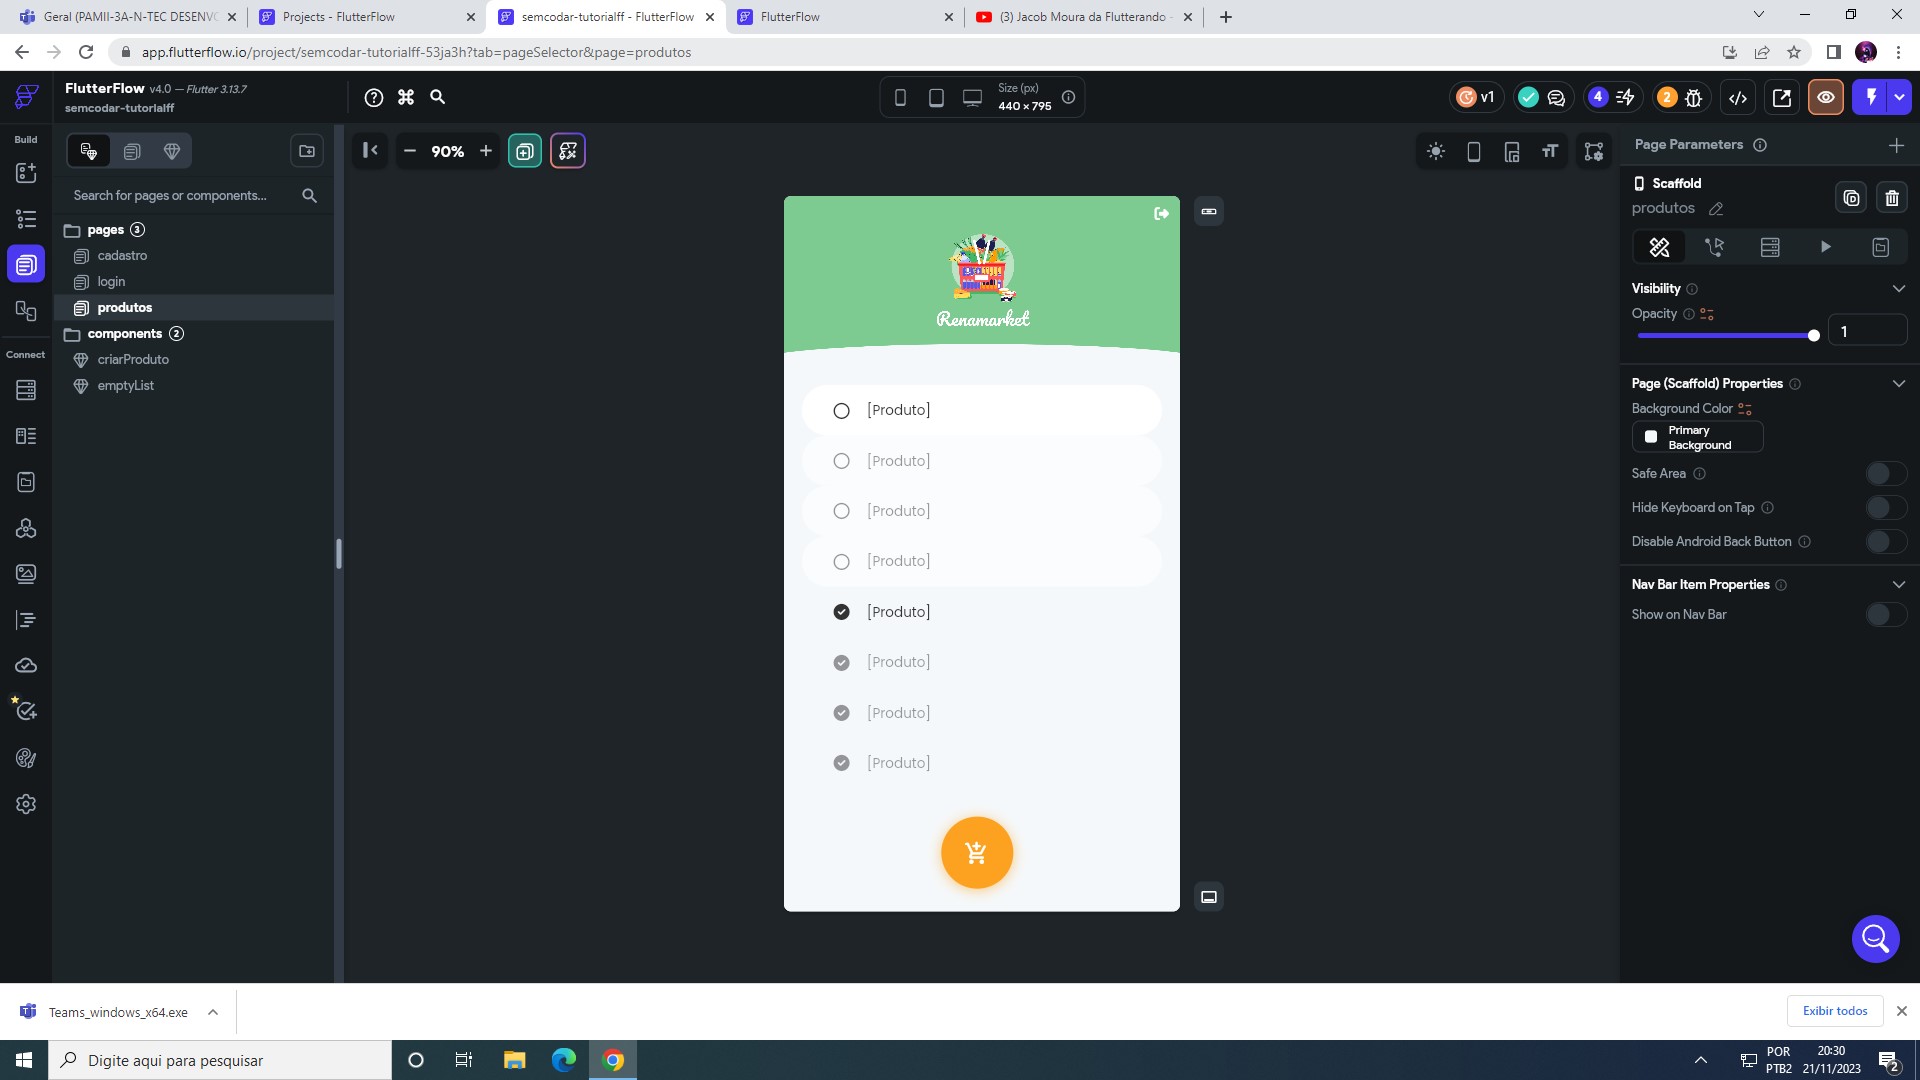 Geral (PAMII-3A-N-TEC DESENVO
Projects - FlutterFlow
semcodar-tutorialff - FlutterFlow
FlutterFlow
(3) Jacob Moura da Flutterando -
app.flutterflow.io/project/semcodar-tutorialff-53ja3h?tab=pageSelector&page=produtos
FlutterFlow v4.0 — Flutter 3.13.7
semcodar-tutorialff
Size (px)
440 × 795
v1
4
2
Build
90%
Page Parameters
Search for pages or components...
Scaffold
produtos
pages 3
cadastro
login
produtos
components 2
criarProduto
emptyList
Connect
Renamarket
[Produto]
[Produto]
[Produto]
[Produto]
[Produto]
[Produto]
[Produto]
[Produto]
Visibility
Opacity
1
Page (Scaffold) Properties
Background Color
Primary
Background
Safe Area
Hide Keyboard on Tap
Disable Android Back Button
Nav Bar Item Properties
Show on Nav Bar
Teams_windows_x64.exe
Exibir todos
Digite aqui para pesquisar
POR
PTB2
20:30
21/11/2023
2